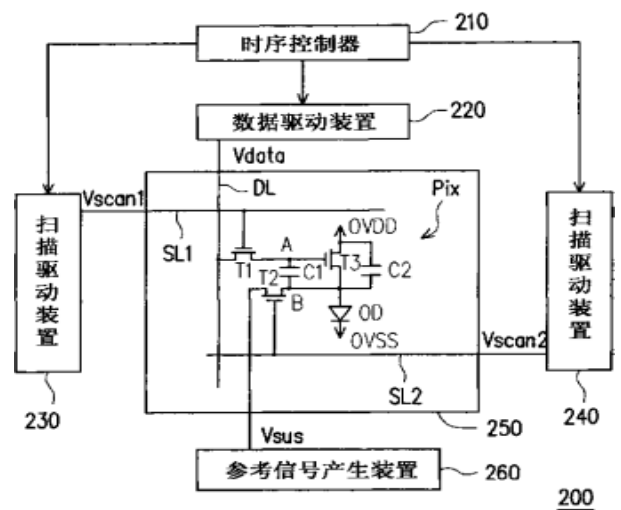 210
时序控制器
220
数据驱动装置
Vdata
Vscan1
DL
Pix
SL1
OVDD
A
T1
C1
T3
C2
T2
B
OD
OVSS
扫描驱动装置
扫描驱动装置
Vscan2
SL2
230
240
250
Vsus
参考信号产生装置
260
200